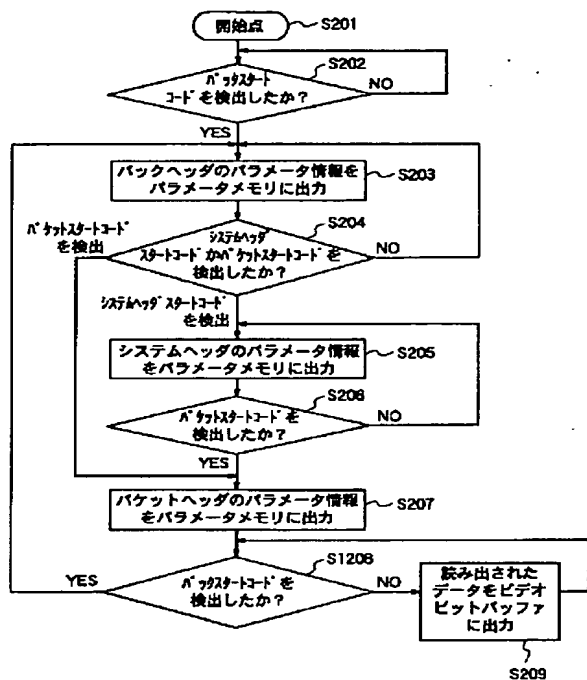 開始点
S201
パックスタート
コードを検出したか？
S202
NO
YES
パックヘッダのパラメータ情報を
パラメータメモリに出力
S203
システムヘッダ
スタートコードかパケットスタートコードを
検出したか？
S204
NO
パケットスタートコード
を検出
システムヘッダスタートコード
を検出
システムヘッダのパラメータ情報
をパラメータメモリに出力
S205
パケットスタートコードを
検出したか？
S206
NO
YES
パケットヘッダのパラメータ情報
をパラメータメモリに出力
S207
パックスタートコードを
検出したか？
S1208
YES
NO
読み出された
データをビデオ
ビットバッファ
に出力
S209